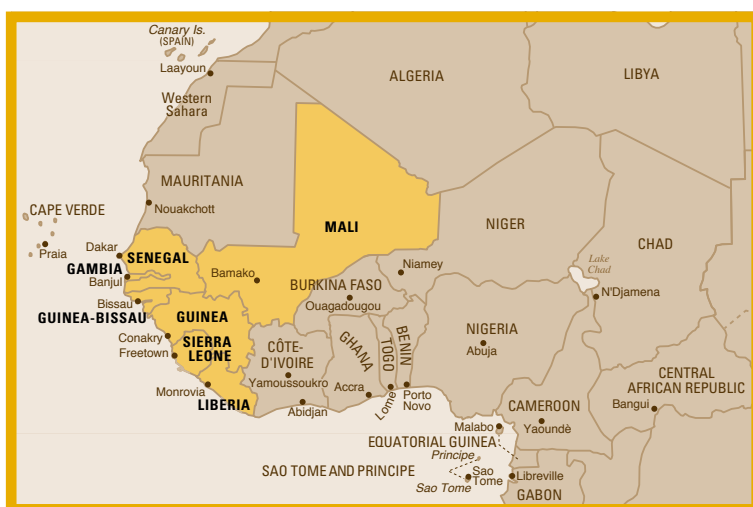 Canary Is.
(SPAIN)
Laayoun
Western
Sahara
ALGERIA
LIBYA
MAURITANIA
Nouakchott
CAPE VERDE
Praia
MALI
NIGER
CHAD
Dakar
SENEGAL
GAMBIA
Banjul
Bamako
Niamey
Lake
Chad
N'Djamena
BURKINA FASO
Ouagadougou
Bissau
GUINEA-BISSAU
GUINEA
Conakry
Freetown
SIERRA
LEONE
CÔTE-
D'IVOIRE
Yamoussoukro
GHANA
TOGO
BENIN
NIGERIA
Abuja
Monrovia
LIBERIA
Abidjan
Accra
Lome
Porto
Novo
CENTRAL
AFRICAN REPUBLIC
Bangui
CAMEROON
Yaoundè
Malabo
EQUATORIAL GUINEA
Principe
SAO TOME AND PRINCIPE
Sao
Tome
Sao Tome
Libreville
GABON